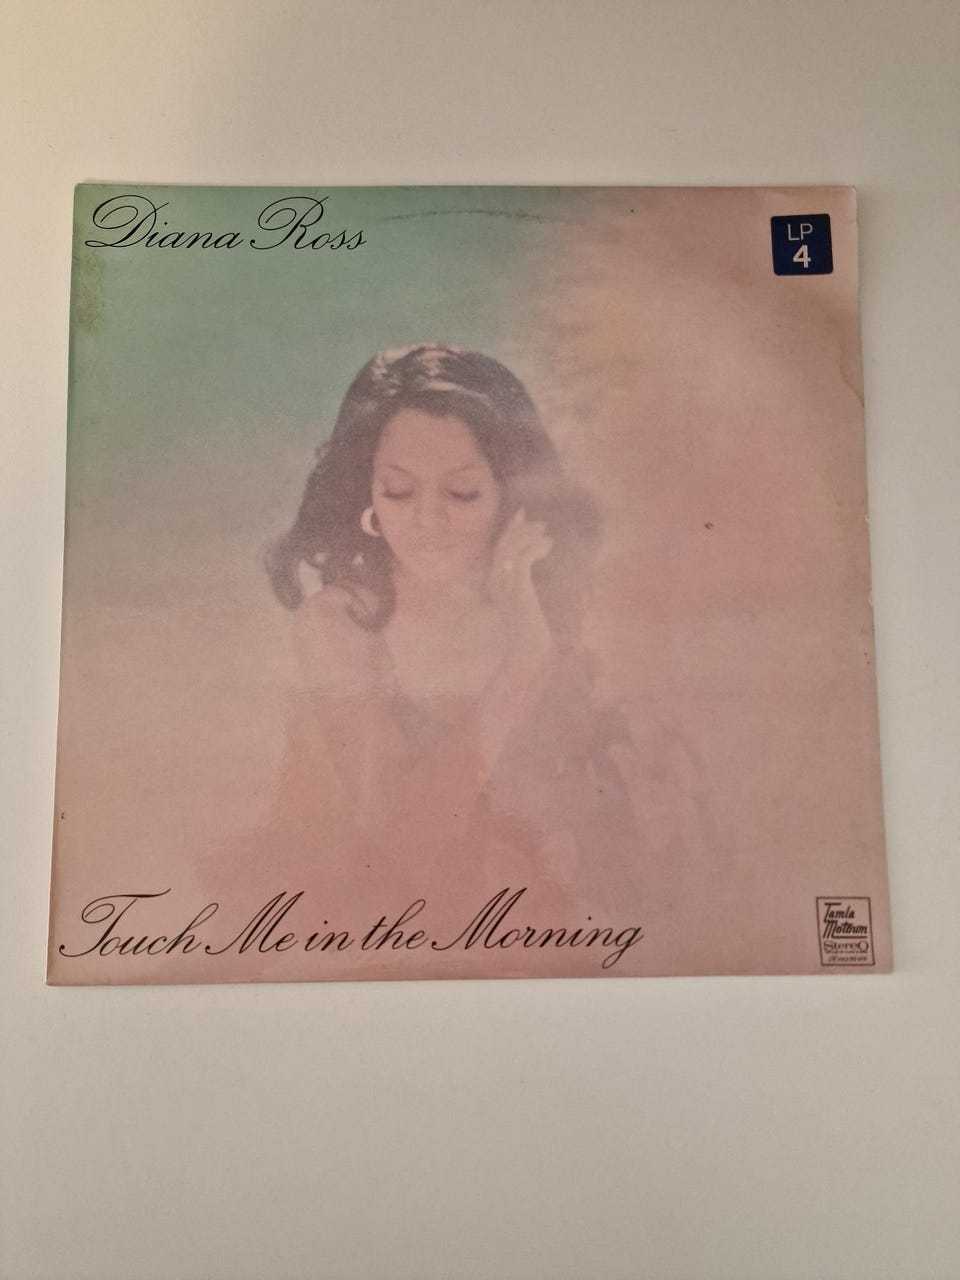 Diana Ross
LP
4
Touch Me in the Morning
Tamla
Motown
Stereo